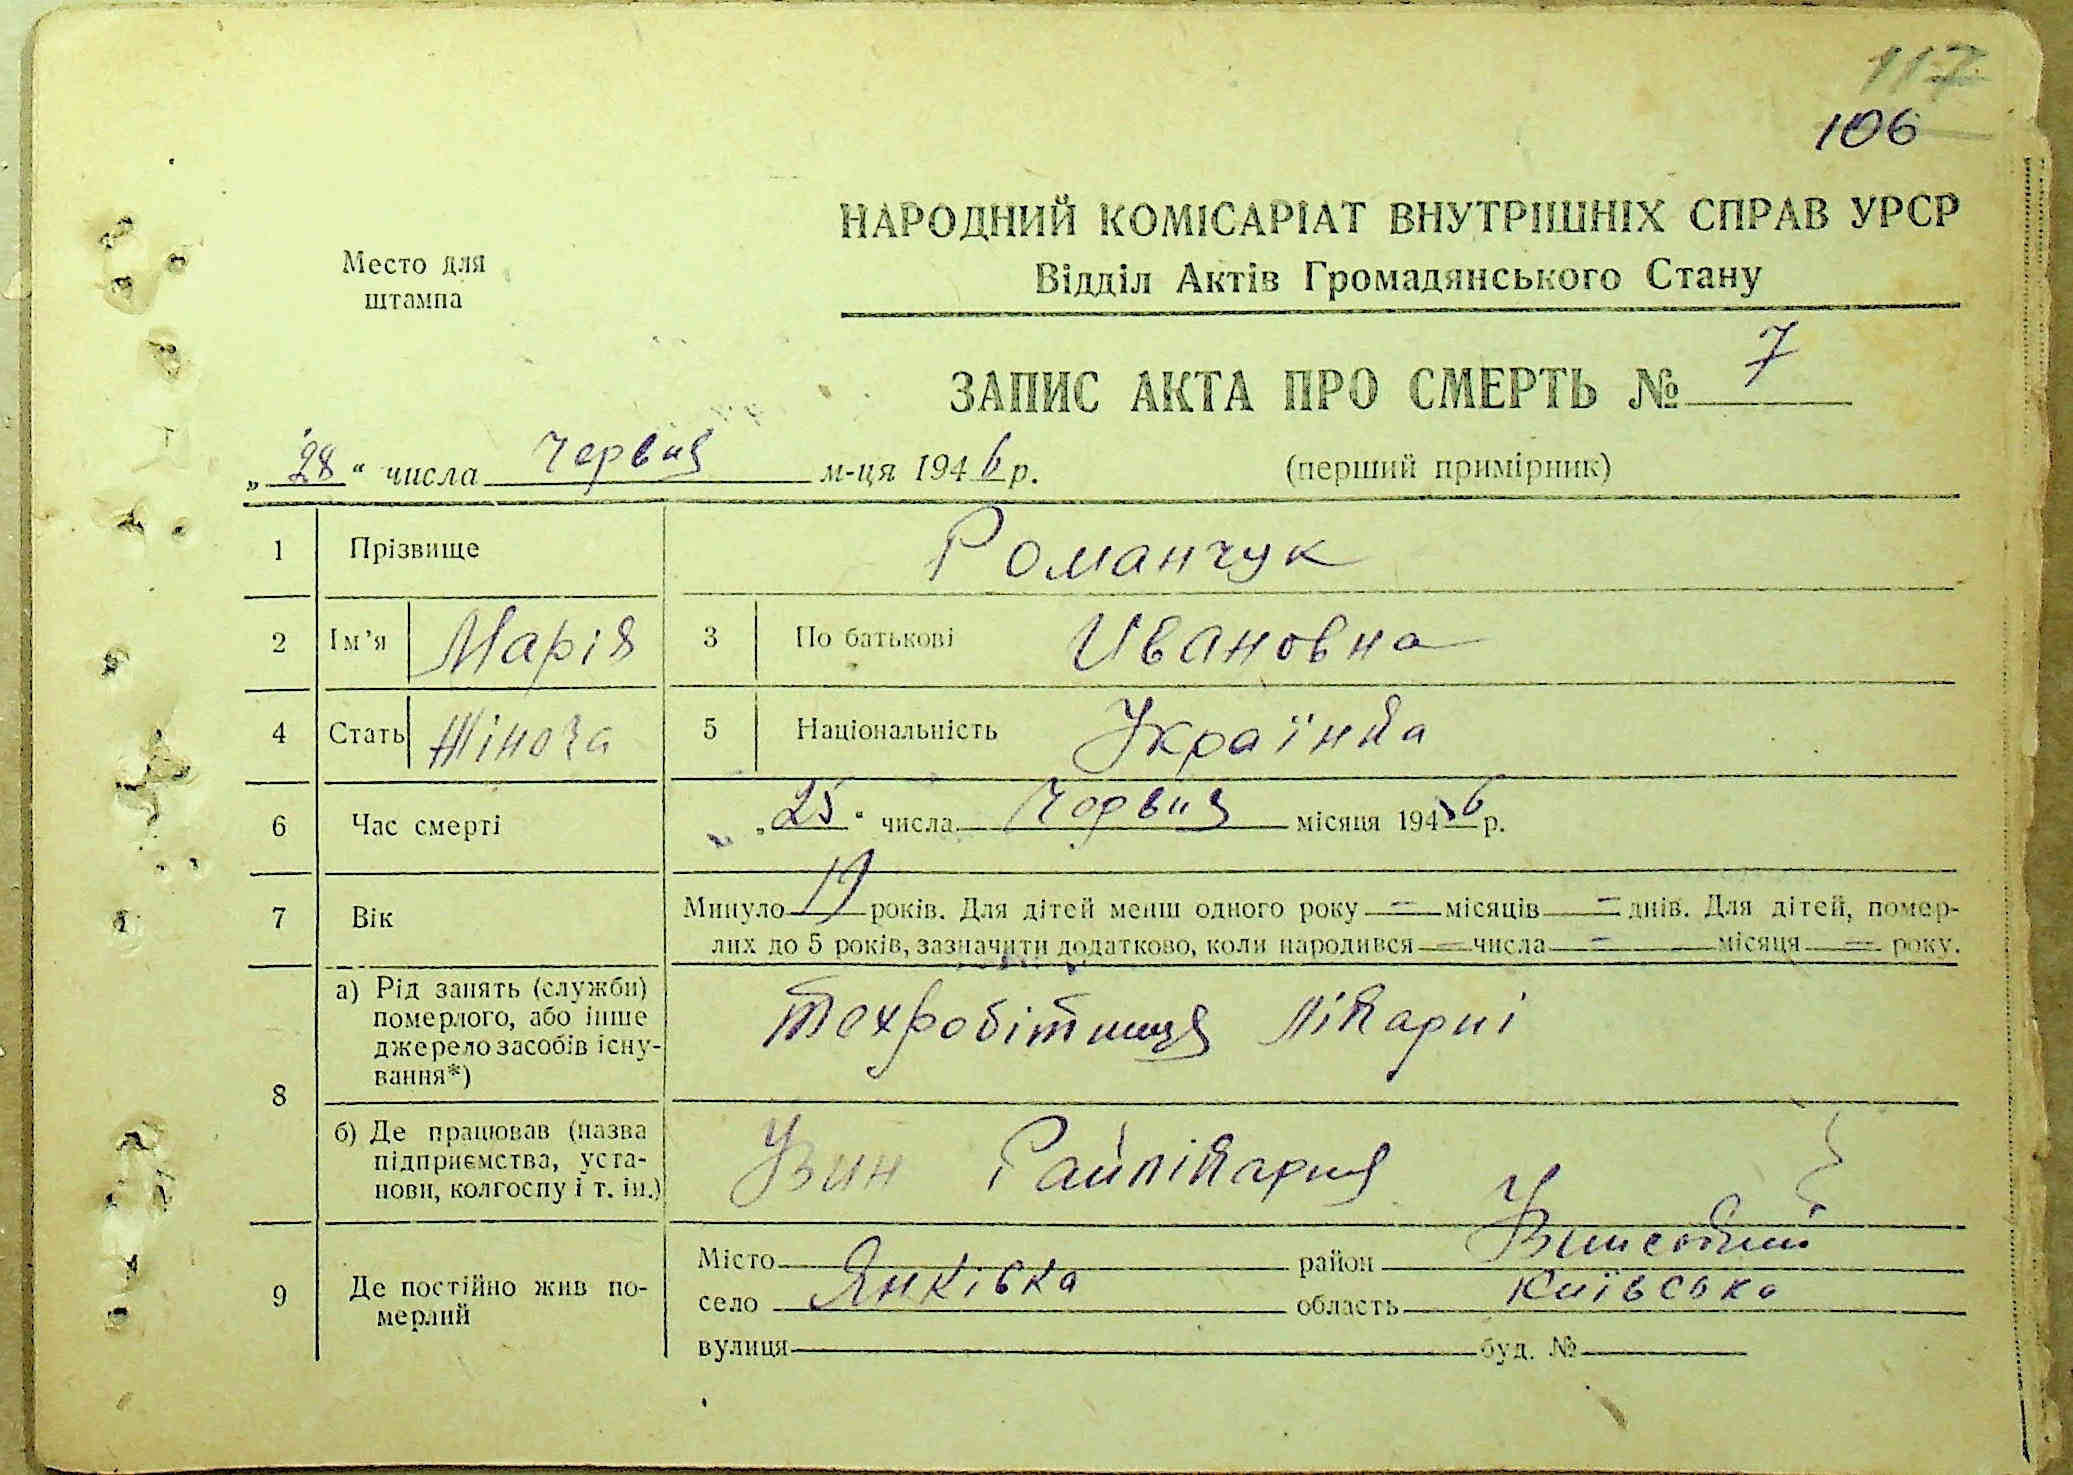 117
106
Место для
штампа
НАРОДНИЙ КОМІСАРІАТ ВНУТРІШНІХ СПРАВ УРСР
Відділ Актів Громадянського Стану
ЗАПИС АКТА ПРО СМЕРТЬ № 7
„28“ числа Червня м-ця 1946 р. (перший примірник)
1 Прізвище Романчук
2 Ім’я Марія 3 По батькові Ивановна
4 Стать Жіноча 5 Національність Українка
6 Час смерті „25“ числа Червня місяця 1946 р.
7 Вік Минуло 19 років. Для дітей менш одного року — місяців — днів. Для дітей, помер-
лих до 5 років, зазначити додатково, коли народився — числа — місяця — року.
8 а) Рід занять (служби)
померлого, або інше
джерело засобів існу-
вання*) Техробітниця лікарні
б) Де працював (назва
підприємства, уста-
нови, колгоспу і т. ін.) Узин Райлікарня
9 Де постійно жив по-
мерлий
Місто район Узинський
село Янківка область Київська
вулиця буд. №